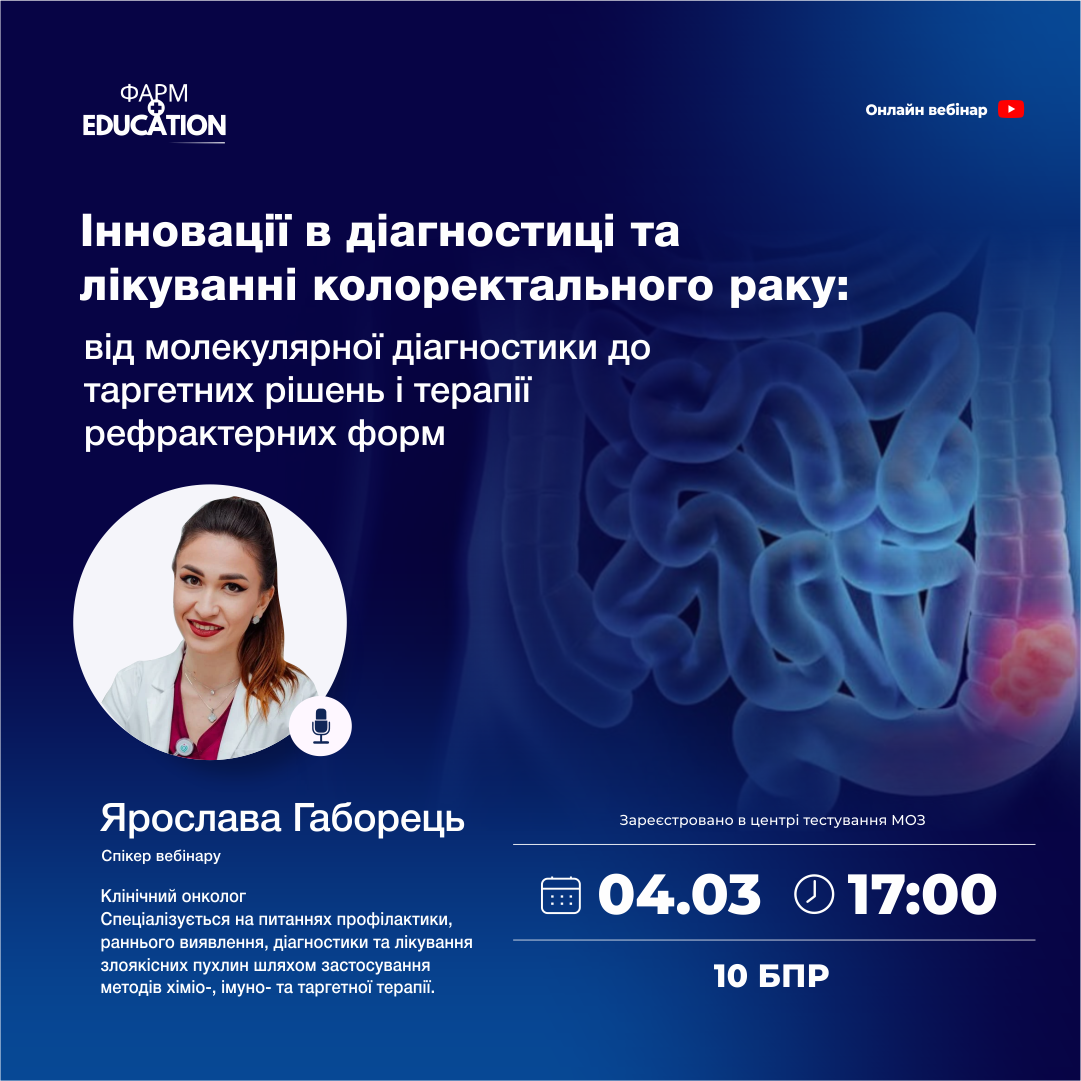 ФАРМ
EDUCATION
Онлайн вебінар
Інновації в діагностиці та
лікуванні колоректального раку:
від молекулярної діагностики до
таргетних рішень і терапії
рефрактерних форм
Ярослава Габорець
Спікер вебінару
Клінічний онколог
Спеціалізується на питаннях профілактики,
раннього виявлення, діагностики та лікування
злоякісних пухлин шляхом застосування
методів хіміо-, імуно- та таргетної терапії.
Зареєстровано в центрі тестування МОЗ
04.03 17:00
10 БПР